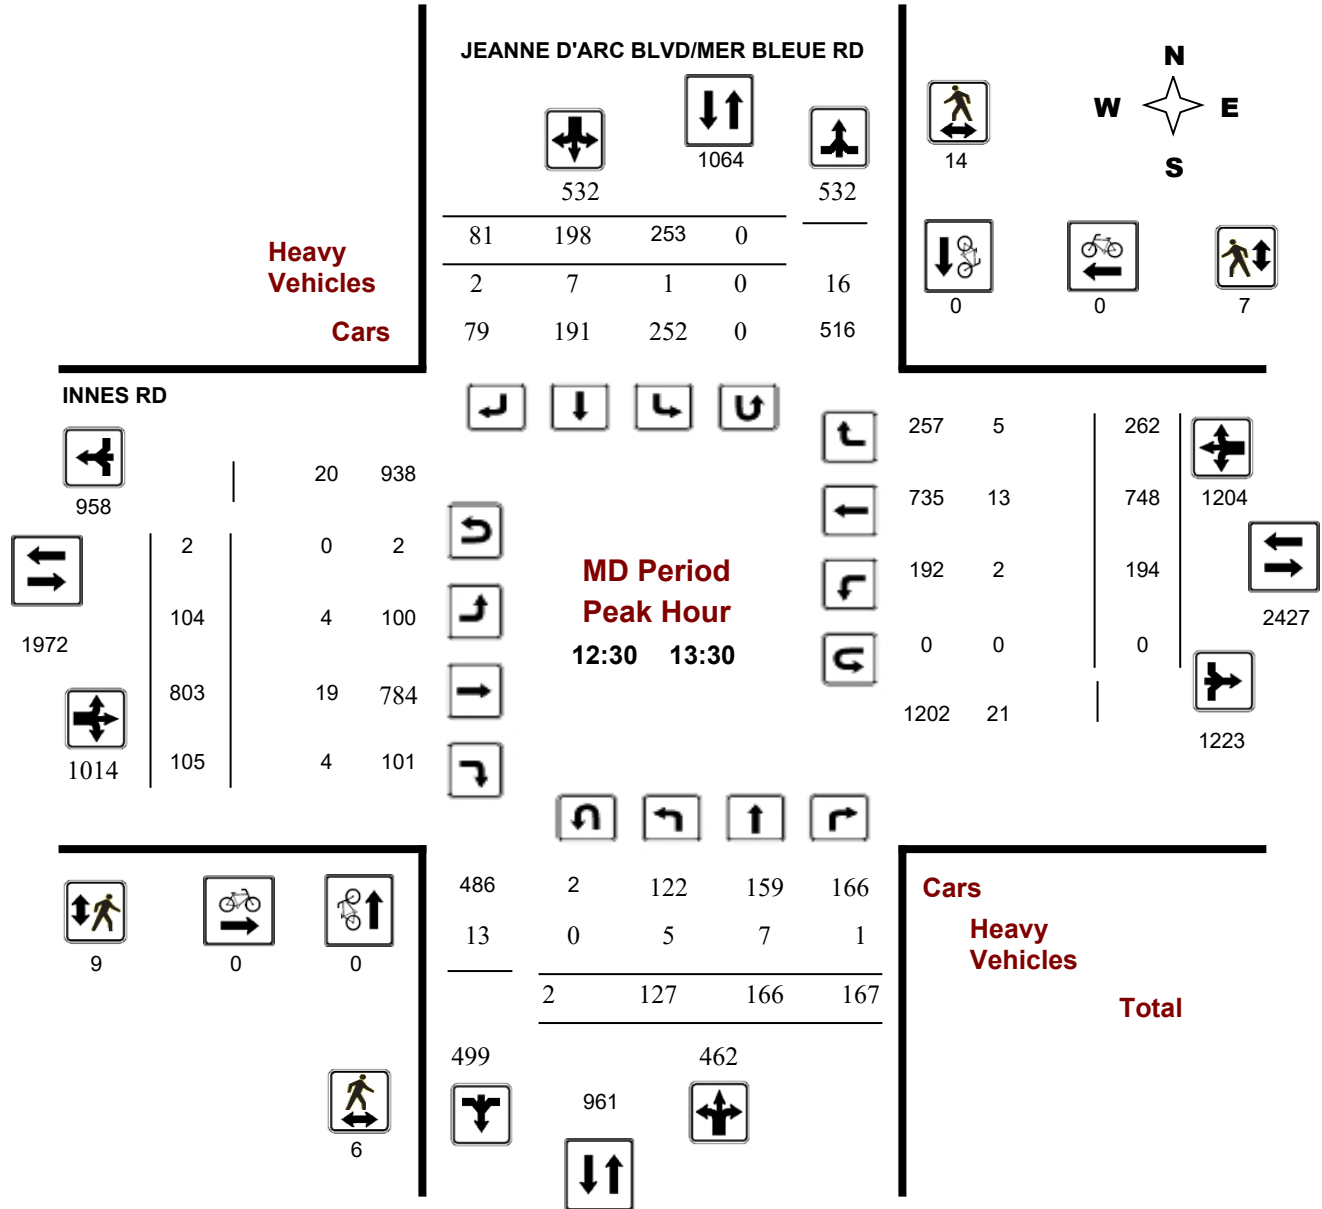 JEANNE D'ARC BLVD/MER BLEUE RD
N
W E
S
1064
14
532 532
81 198 253 0
Heavy
Vehicles
2 7 1 0 16
0 0 7
Cars
79 191 252 0 516
INNES RD
257 5 262
20 938
958
735 13 748 1204
2 0 2
MD Period
192 2 194
Peak Hour
104 4 100
2427
1972
12:30 13:30
0 0 0
803 19 784
1202 21
1223
1014 105 4 101
486 2 122 159 166
Cars
13 0 5 7 1
Heavy
Vehicles
9 0 0
2 127 166 167
Total
499 462
961
6